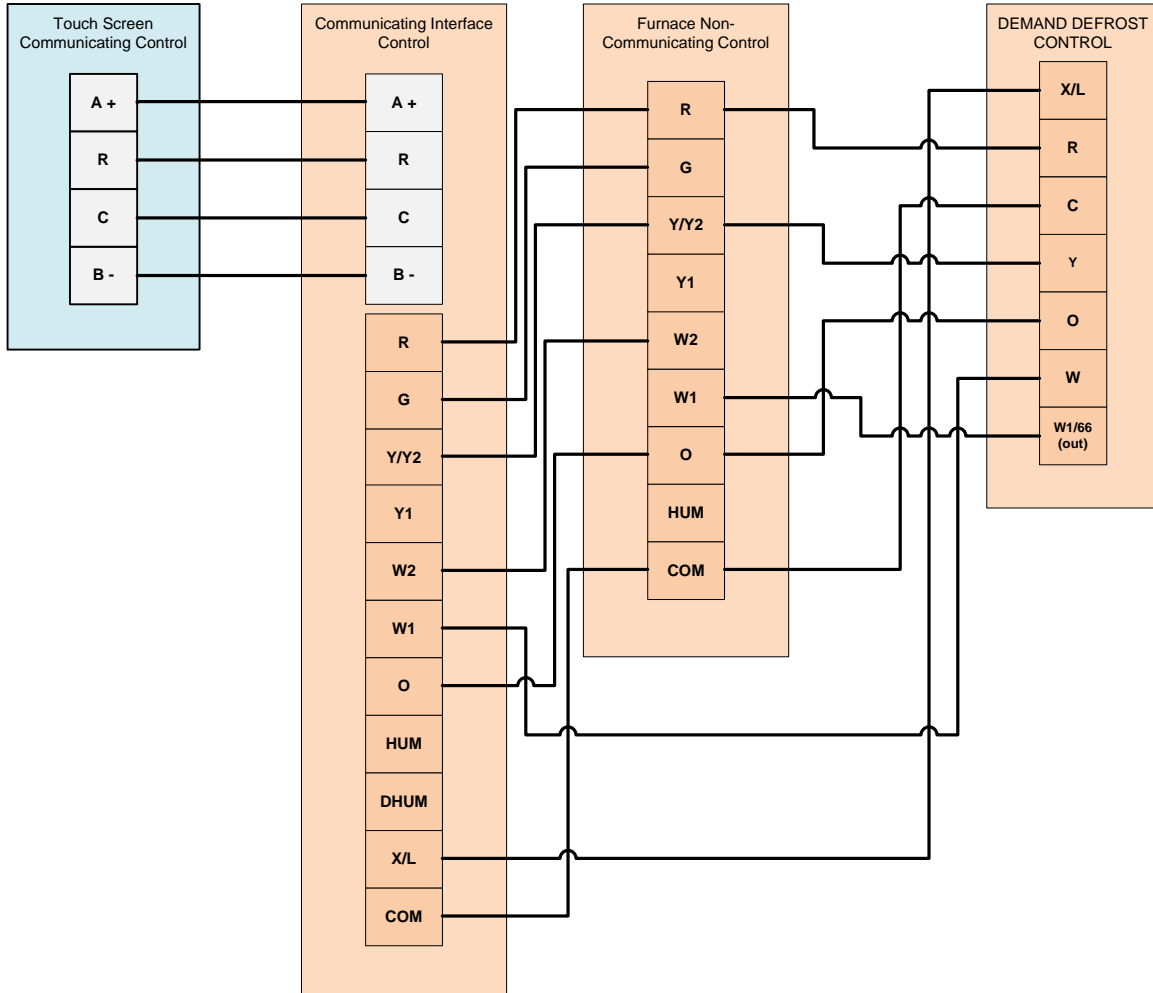 Touch Screen
Communicating Control
A +
R
C
B -
Communicating Interface
Control
A +
R
C
B -
R
G
Y/Y2
Y1
W2
W1
O
HUM
DHUM
X/L
COM
Furnace Non-
Communicating Control
R
G
Y/Y2
Y1
W2
W1
O
HUM
COM
DEMAND DEFROST
CONTROL
X/L
R
C
Y
O
W
W1/66
(out)